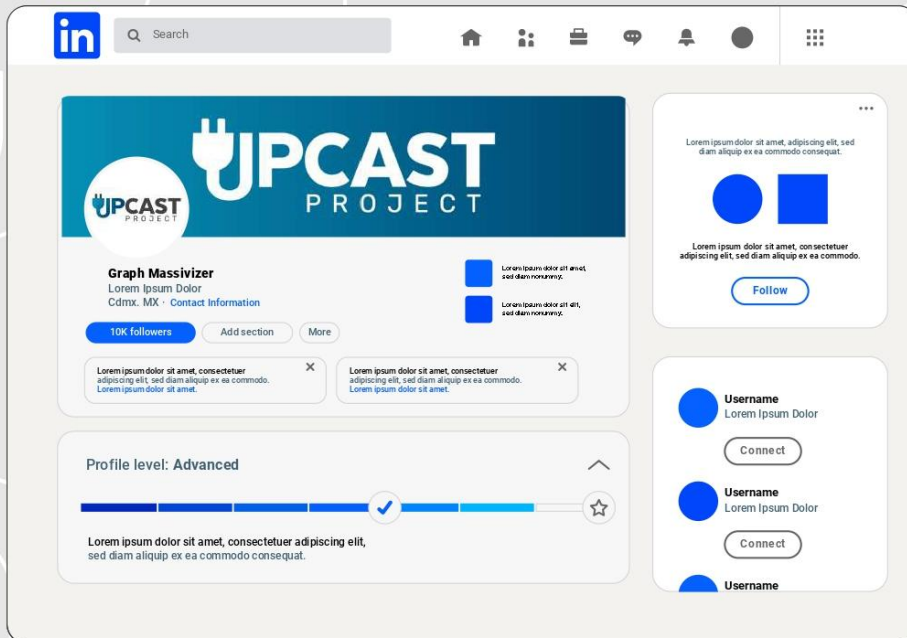 in
Search
UPCAST
PROJECT
UPCAST
PROJECT
Graph Massivizer
Lorem Ipsum Dolor
Cdmx. MX · Contact Information
10K followers
Add section
More
Lorem ipsum dolor sit amet,
sed diam nonummy.
Lorem ipsum dolor sit elit,
sed diam nonummy.
Lorem ipsum dolor sit amet, consectetuer
adipiscing elit, sed diam aliquip ex ea commodo.
Lorem ipsum dolor sit amet.
Lorem ipsum dolor sit amet, consectetuer
adipiscing elit, sed diam aliquip ex ea commodo.
Lorem ipsum dolor sit amet.
Profile level: Advanced
Lorem ipsum dolor sit amet, consectetuer adipiscing elit,
sed diam aliquip ex ea commodo consequat.
Lorem ipsum dolor sit amet, adipiscing elit, sed
diam aliquip ex ea commodo consequat.
Lorem ipsum dolor sit amet, consectetuer
adipiscing elit, sed diam aliquip ex ea commodo.
Follow
Username
Lorem Ipsum Dolor
Connect
Username
Lorem Ipsum Dolor
Connect
Username